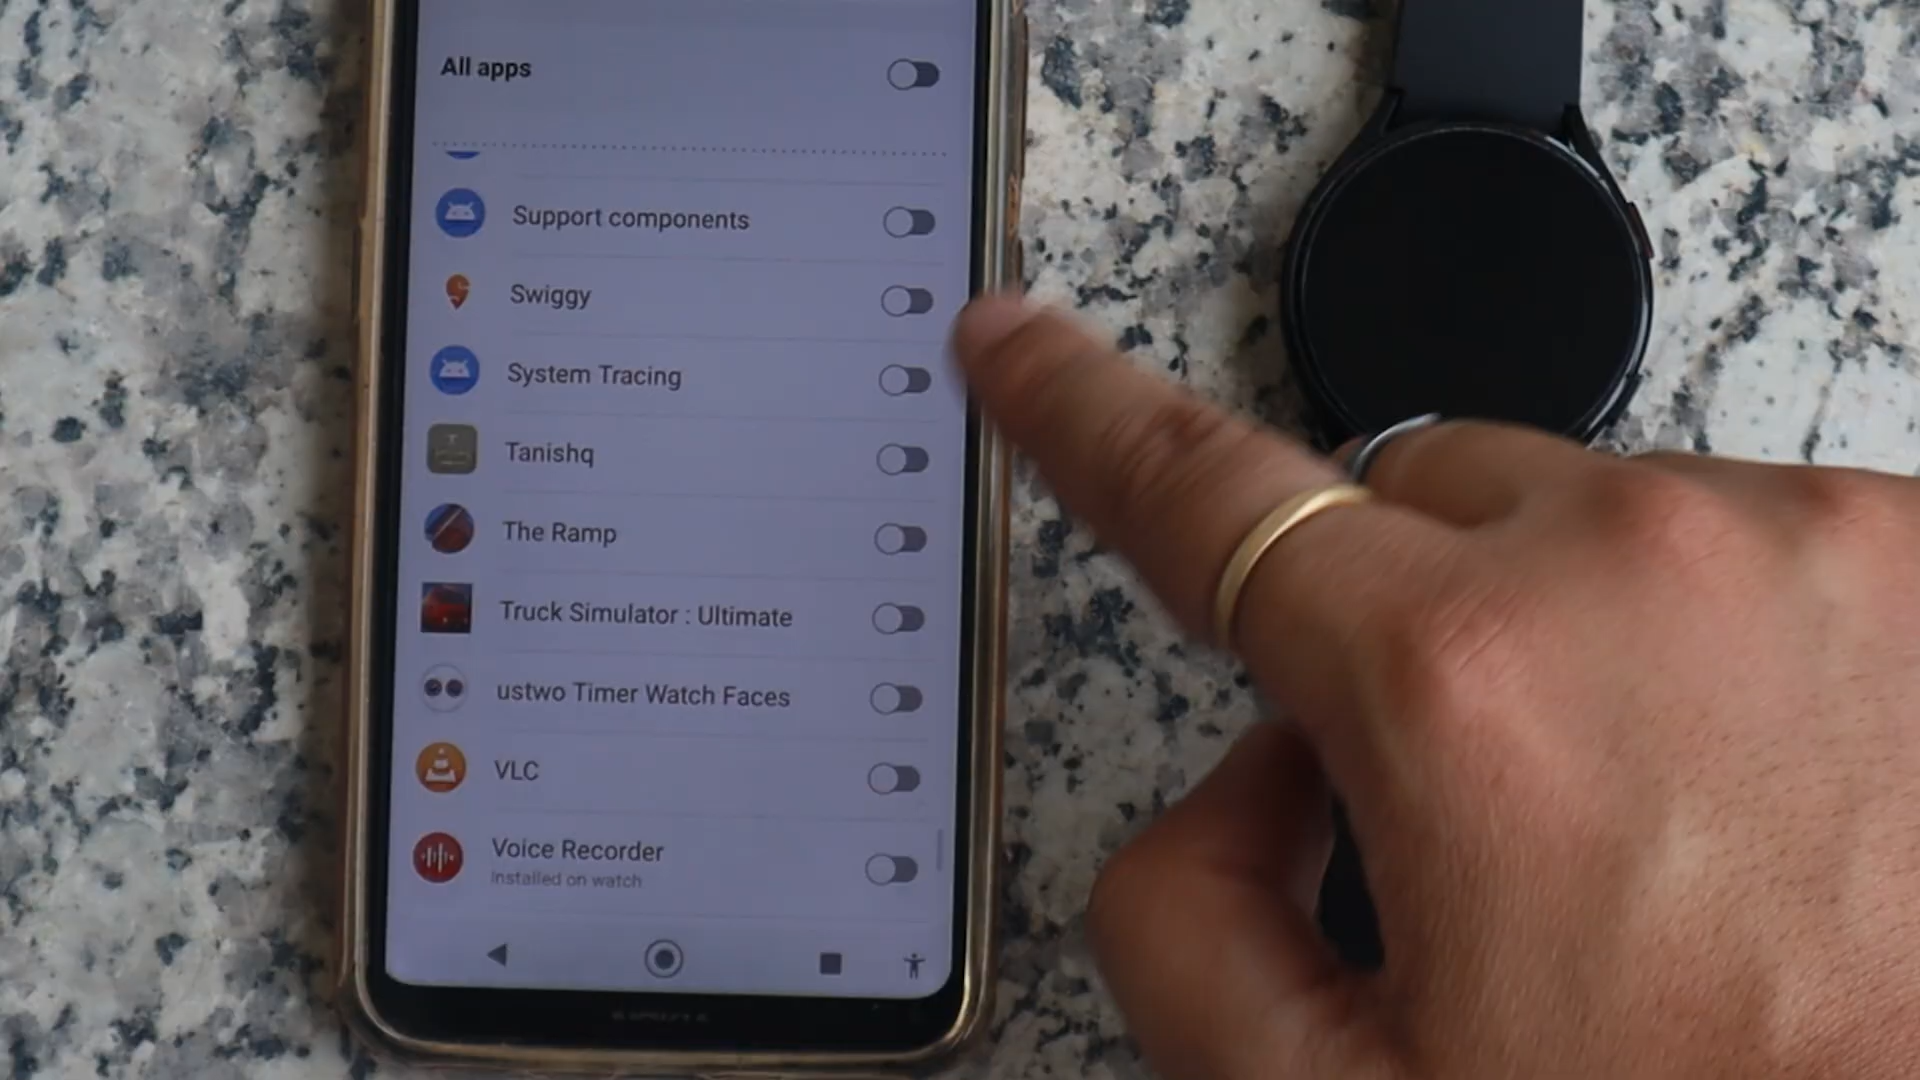 All apps
Support components
Swiggy
System Tracing
Tanishq
The Ramp
Truck Simulator : Ultimate
ustwo Timer Watch Faces
VLC
Voice Recorder
Installed on watch